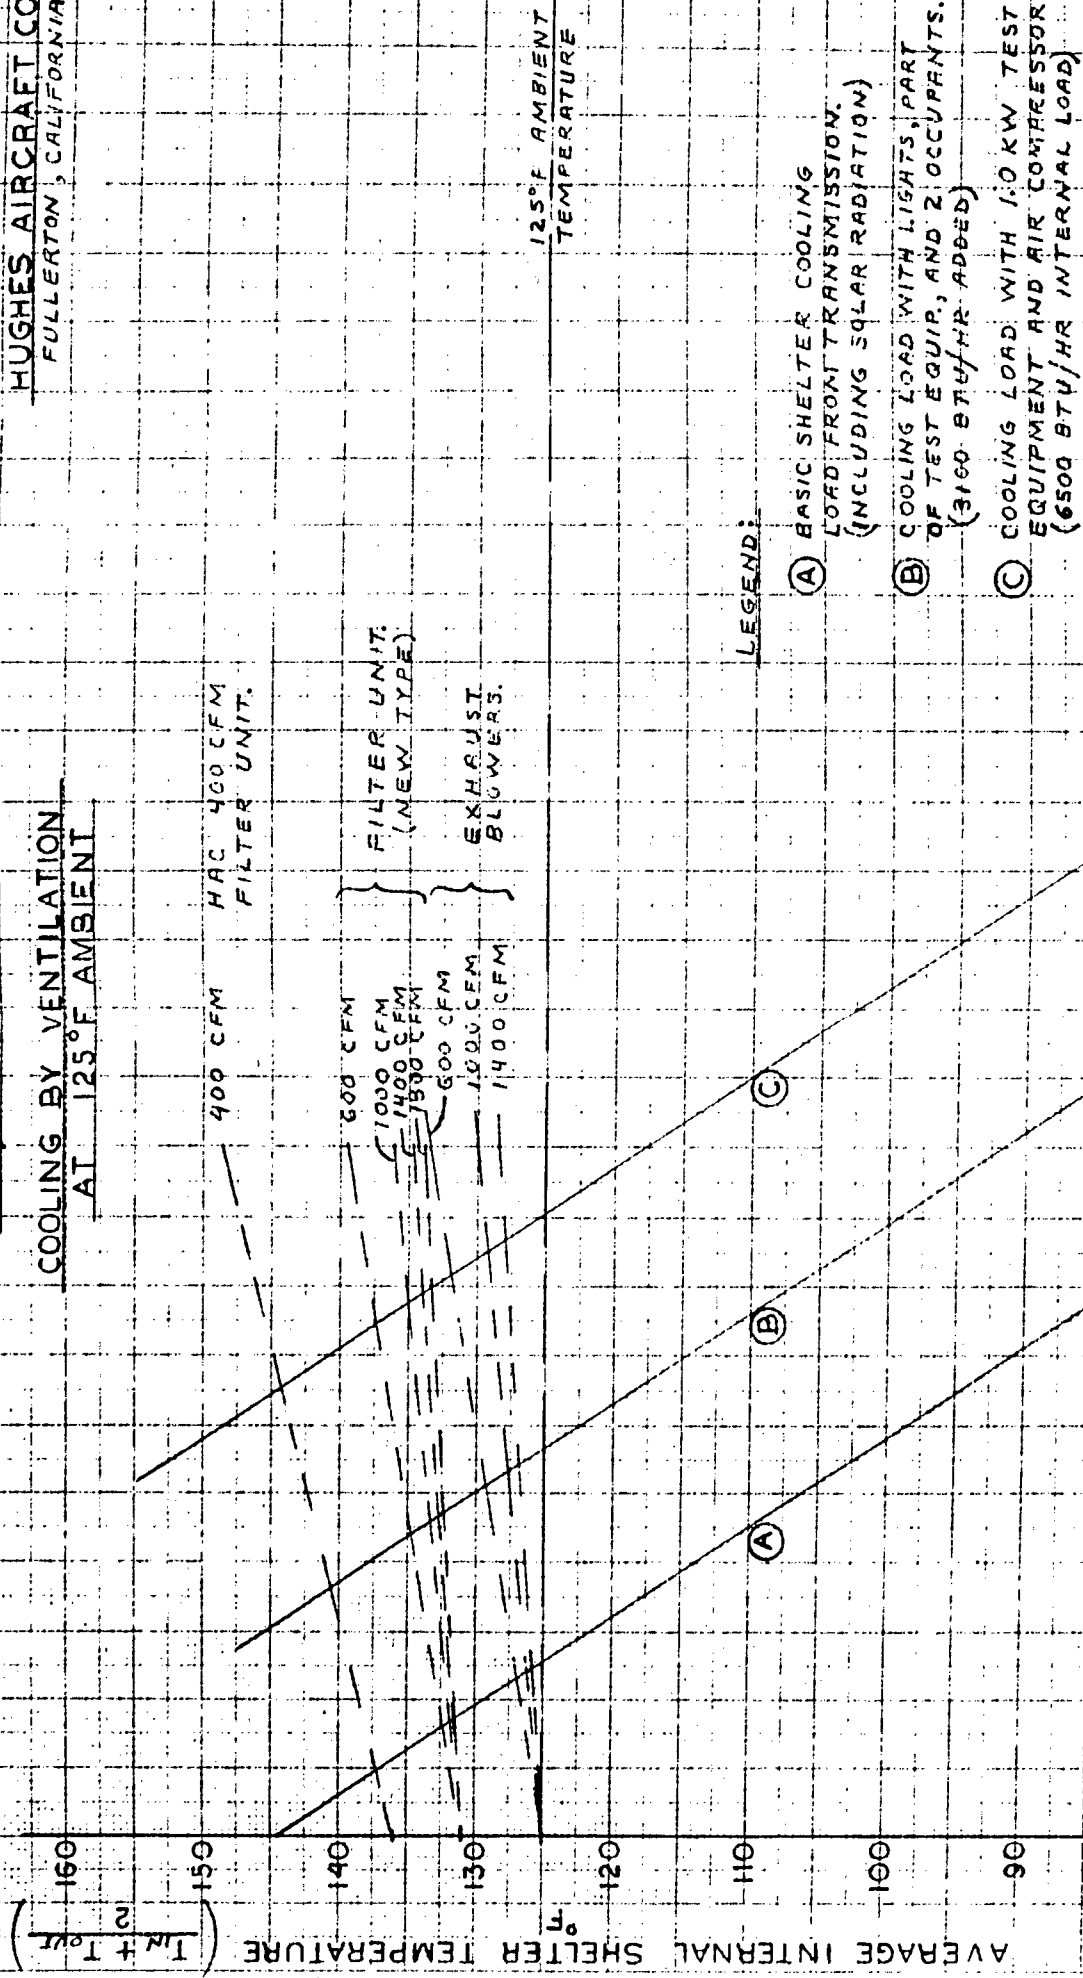 HUGHES AIRCRAFT CO
FULLERTON, CALIFORNIA
COOLING BY VENTILATION
AT 125°F AMBIENT
400 CFM HAC 400 CFM
FILTER UNIT.
600 CFM
1000 CFM
1400 CFM
1800 CFM
FILTER UNIT.
(NEW TYPE)
600 CFM
1000 CFM
1400 CFM
EXHAUST
BLOWERS.
125°F AMBIENT
TEMPERATURE
LEGEND:
Ⓐ BASIC SHELTER COOLING
LOAD FROM TRANSMISSION.
(INCLUDING SOLAR RADIATION)
Ⓑ COOLING LOAD WITH LIGHTS, PART
OF TEST EQUIP., AND 2 OCCUPANTS.
(3100 BTU/HR ADDED)
Ⓒ COOLING LOAD WITH 1.0 KW TEST
EQUIPMENT AND AIR COMPRESSOR
(6500 BTU/HR INTERNAL LOAD)
Ⓐ
Ⓑ
Ⓒ
160
150
140
130
120
110
100
90
AVERAGE INTERNAL SHELTER TEMPERATURE (TIN + TOUT / 2)
°F